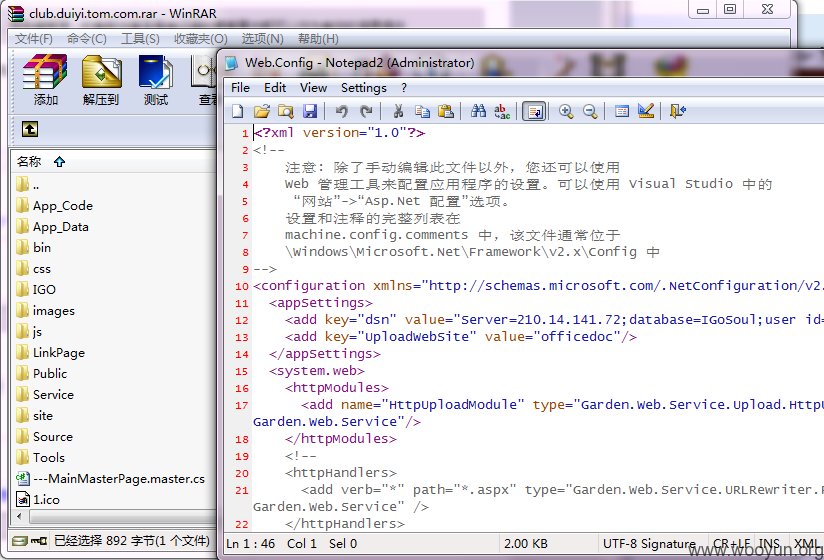 club.duiyi.tom.com.rar - WinRAR
文件(F) 命令(C) 工具(S) 收藏夹(O) 选项(N) 帮助(H)
添加 解压到 测试 查看
名称
..
App_Code
App_Data
bin
css
IGO
images
js
LinkPage
Public
Service
site
Source
Tools
---MainMasterPage.master.cs
1.ico
已经选择 892 字节(1 个文件)
Web.Config - Notepad2 (Administrator)
File Edit View Settings ?
1 <?xml version="1.0"?>
2 <!--
3 注意: 除了手动编辑此文件以外，您还可以使用
4 Web 管理工具来配置应用程序的设置。可以使用 Visual Studio 中的
5 “网站”->“Asp.Net 配置”选项。
6 设置和注释的完整列表在
7 machine.config.comments 中，该文件通常位于
8 \Windows\Microsoft.Net\Framework\v2.x\Config 中
9 -->
10 <configuration xmlns="http://schemas.microsoft.com/.NetConfiguration/v2.
11 <appSettings>
12 <add key="dsn" value="Server=210.14.141.72;database=IGoSoul;user id=
13 <add key="UploadWebSite" value="officedoc"/>
14 </appSettings>
15 <system.web>
16 <httpModules>
17 <add name="HttpUploadModule" type="Garden.Web.Service.Upload.HttpU
Garden.Web.Service"/>
18 </httpModules>
19 <!--
20 <httpHandlers>
21 <add verb="*" path="*.aspx" type="Garden.Web.Service.URLRewriter.
Garden.Web.Service" />
22 </httpHandlers>
Ln 1 : 46 Col 1 Sel 0 2.00 KB UTF-8 Signature CR+LF INS XML
www.wooyun.org